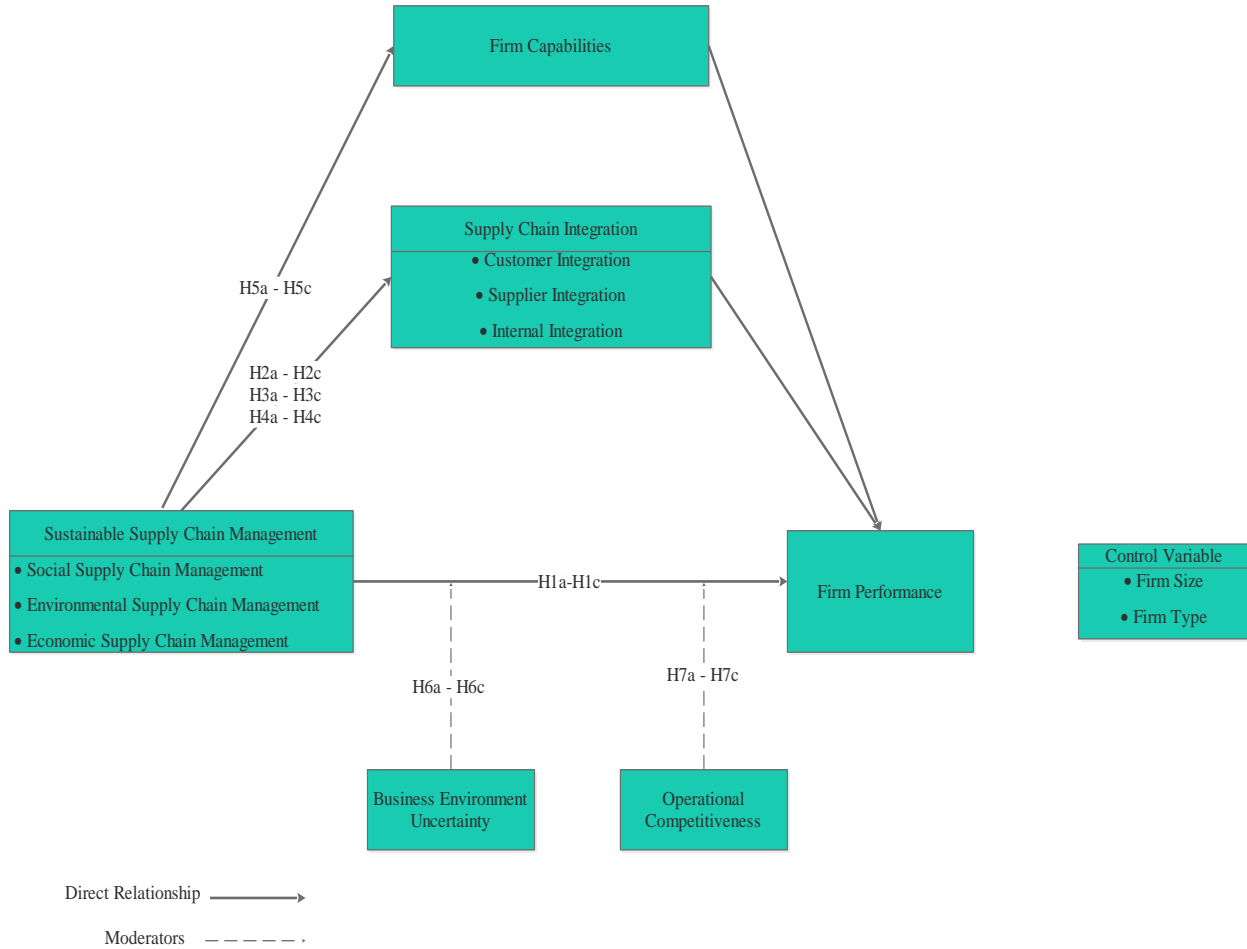 Firm Capabilities
Supply Chain Integration
• Customer Integration
• Supplier Integration
• Internal Integration
H5a - H5c
H2a - H2c
H3a - H3c
H4a - H4c
Sustainable Supply Chain Management
• Social Supply Chain Management
• Environmental Supply Chain Management
• Economic Supply Chain Management
H1a-H1c
Firm Performance
Control Variable
• Firm Size
• Firm Type
H6a - H6c
H7a - H7c
Business Environment
Uncertainty
Operational
Competitiveness
Direct Relationship
Moderators